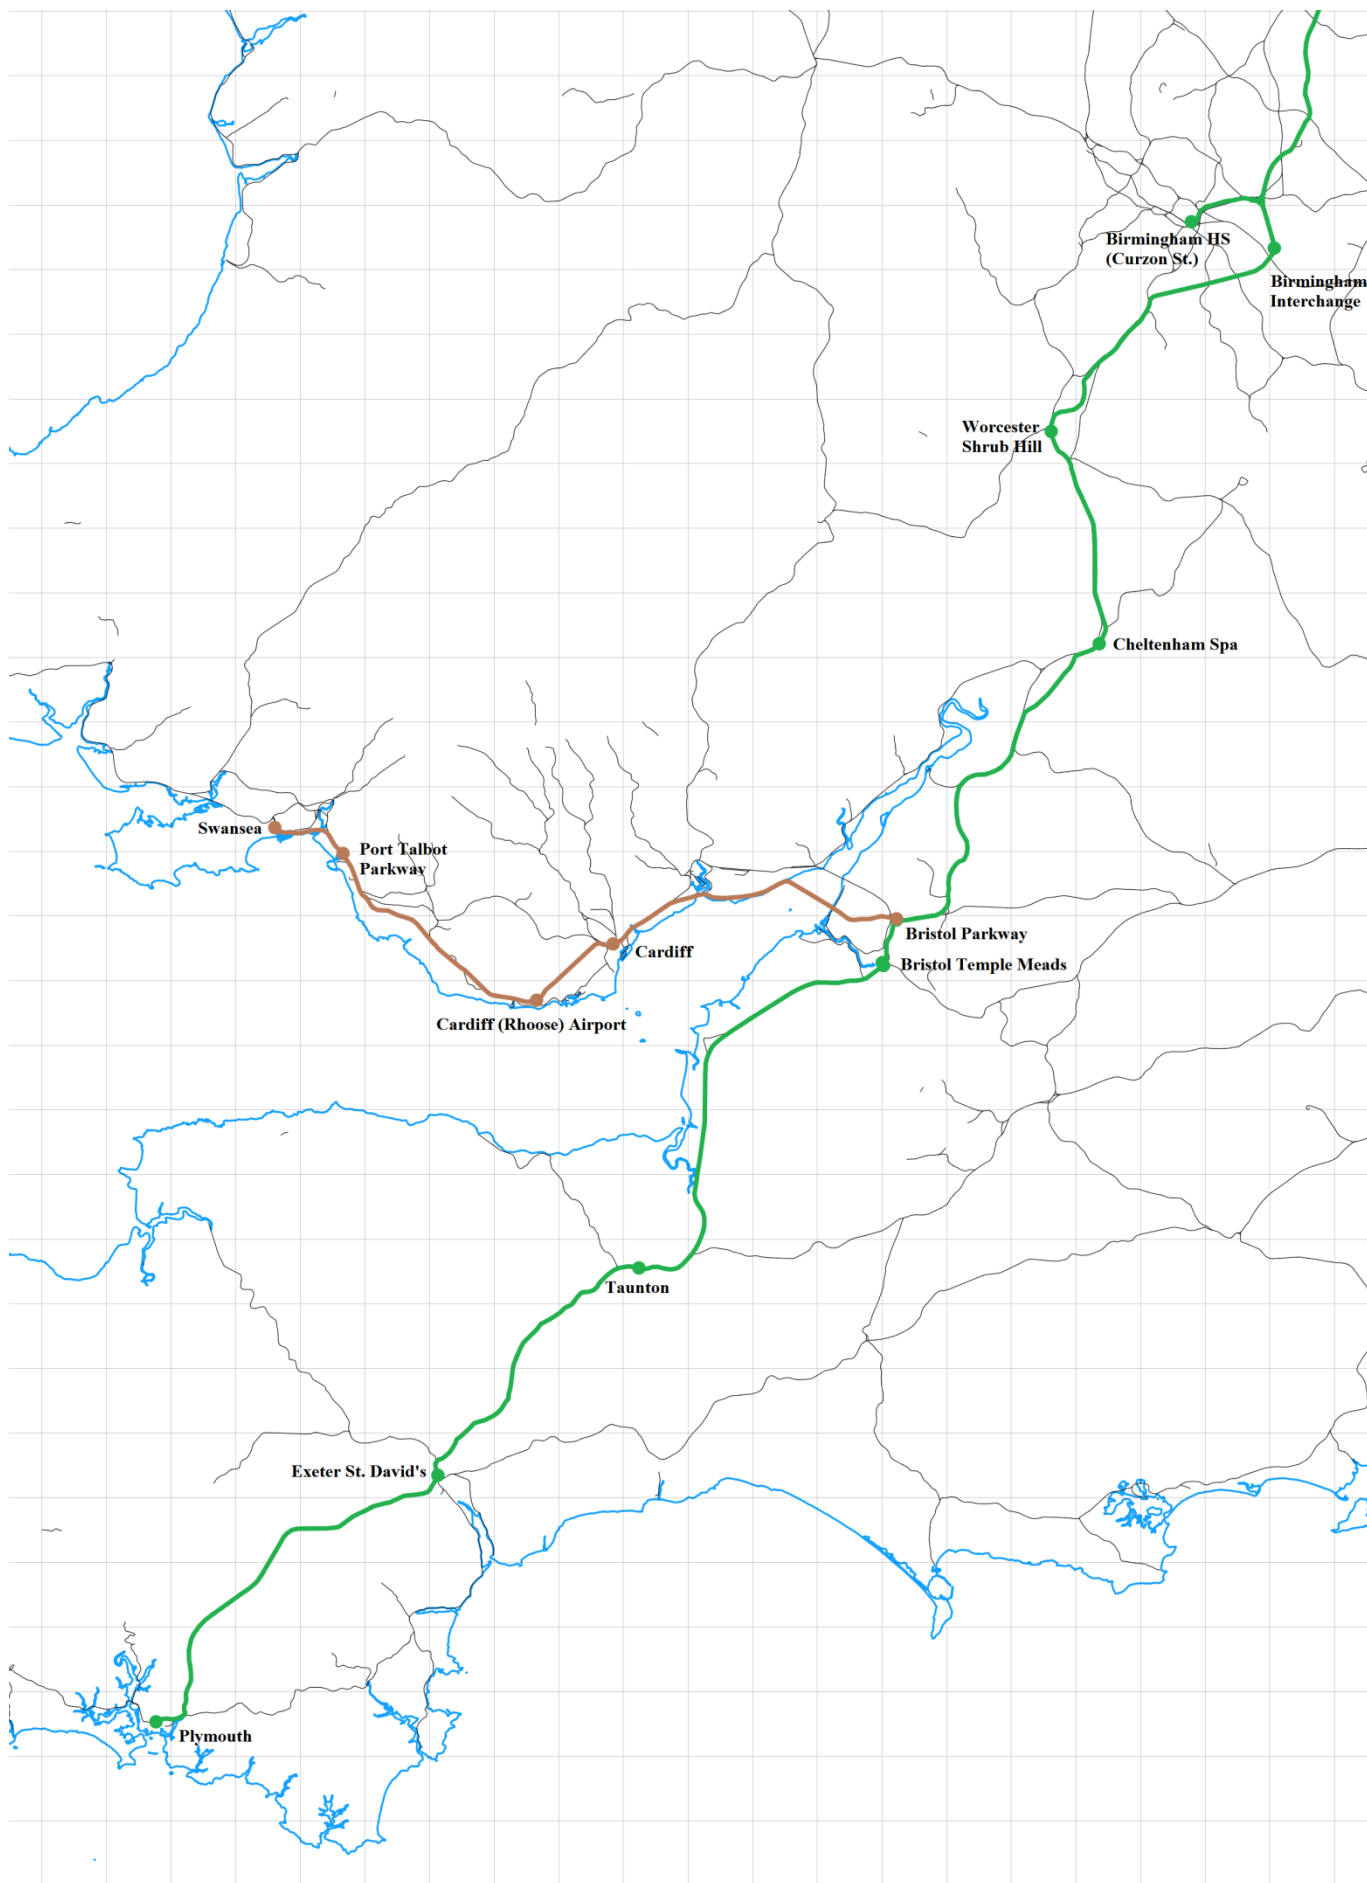 Birmingham HS
(Curzon St.)
Birmingham
Interchange
Worcester
Shrub Hill
Cheltenham Spa
Swansea
Port Talbot
Parkway
Bristol Parkway
Cardiff
Bristol Temple Meads
Cardiff (Rhoose) Airport
Taunton
Exeter St. David's
Plymouth